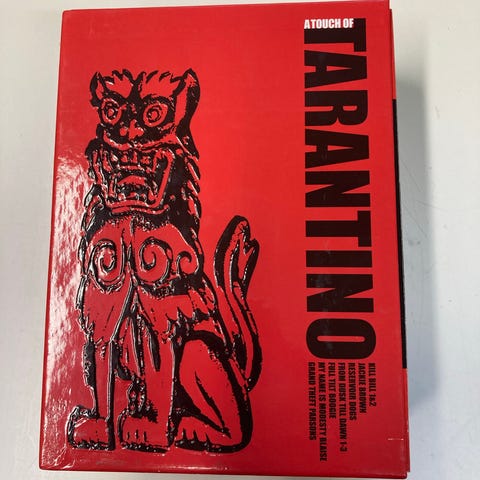 A TOUCH OF
TARANTINO
KILL BILL 1&2
JACKIE BROWN
RESERVOIR DOGS
FROM DUSK TILL DAWN 1-3
FULL TILT BOOGIE
MY NAME IS MODESTY BLAISE
GRAND THEFT PARSONS